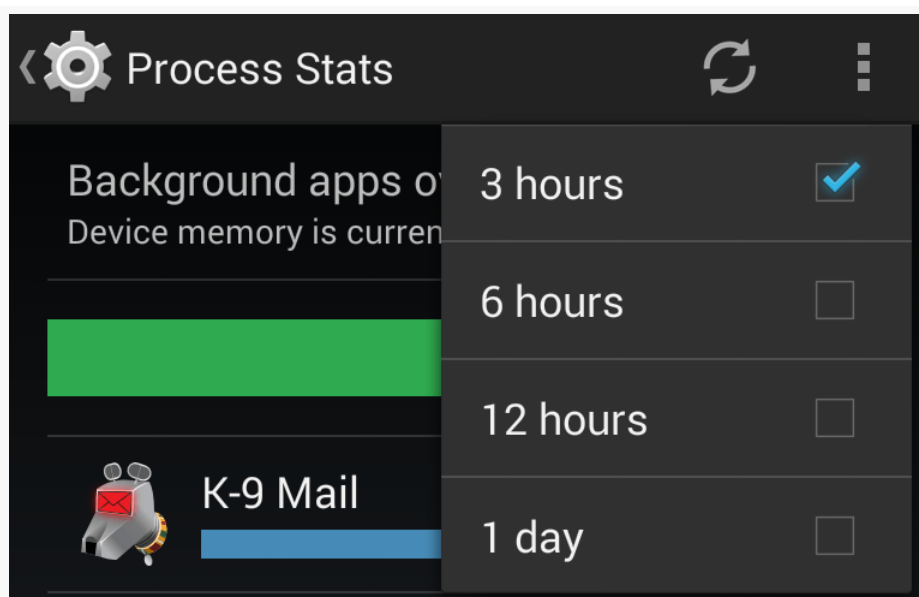 Process Stats
Background apps o
Device memory is curren
3 hours
6 hours
12 hours
K-9 Mail
1 day